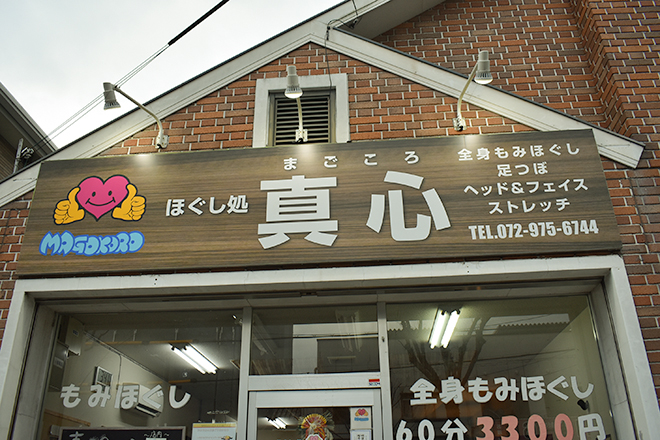 MAGOKORO
ほぐし処
まごころ
真心
全身もみほぐし
足つぼ
ヘッド&フェイス
ストレッチ
TEL.072-975-6744
もみほぐし
全身もみほぐし
60分3300円